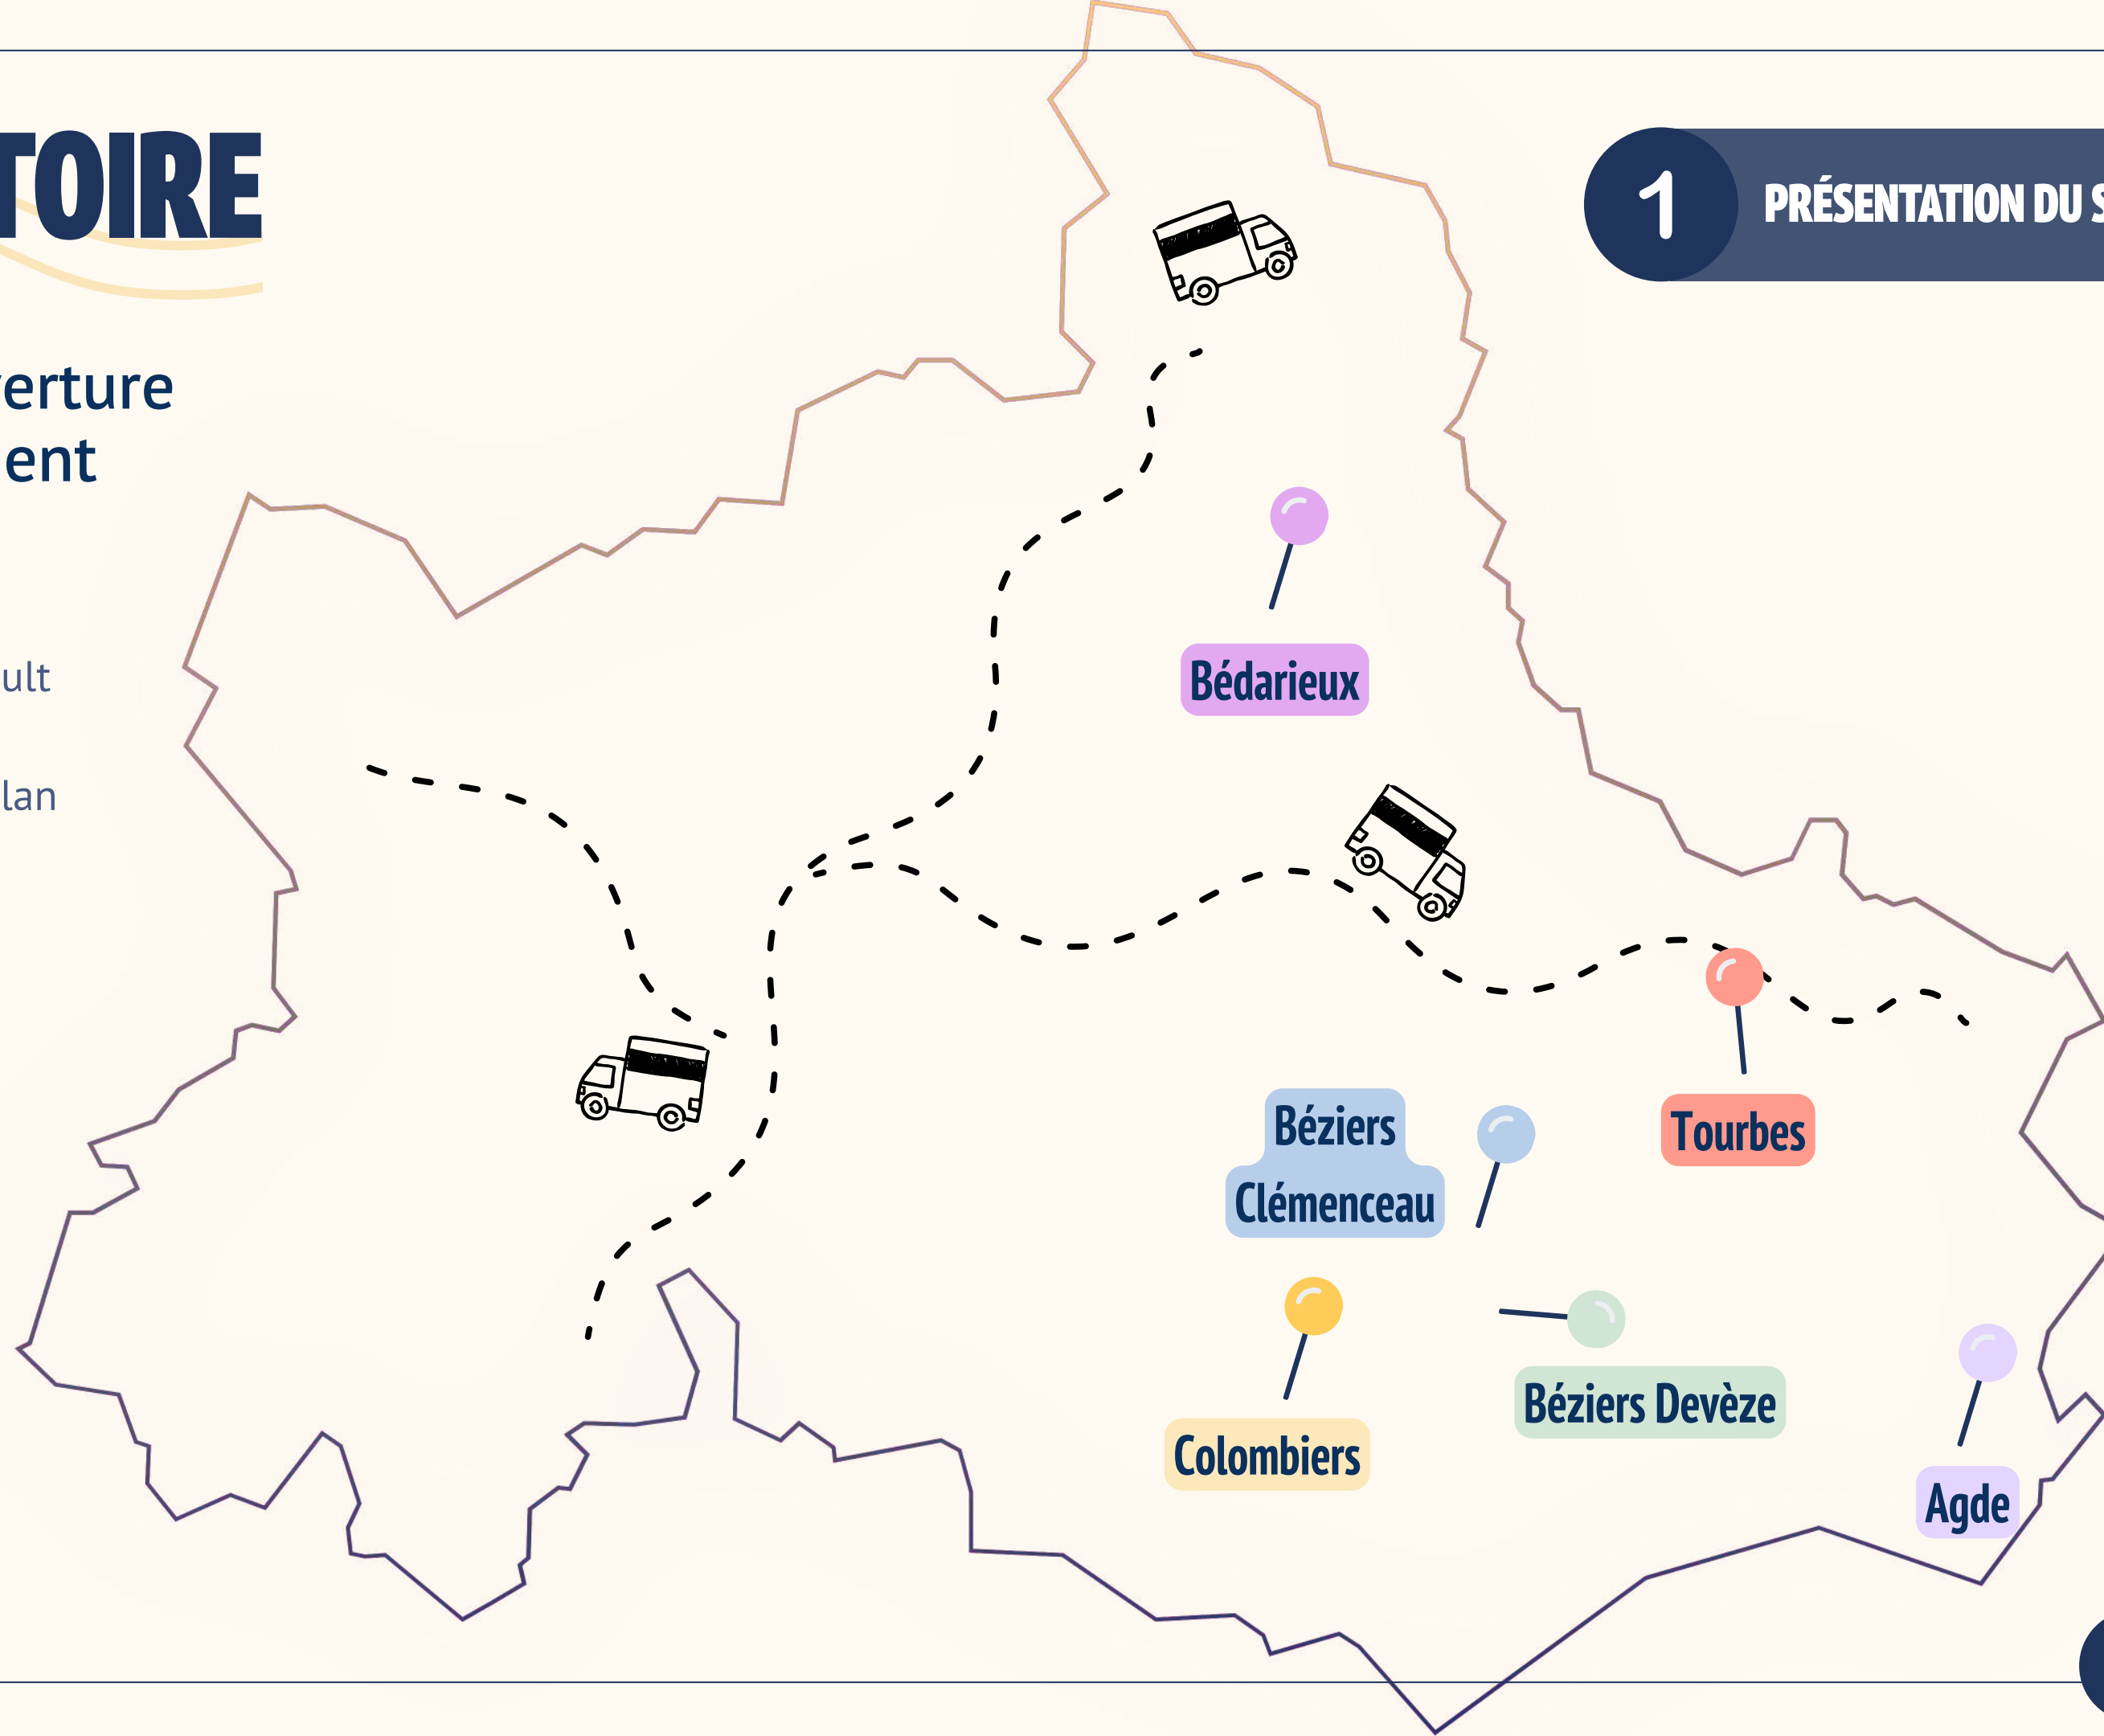 TOIRE
1
PRÉSENTATION DU S
erture
ent
ult
lan
Bédarieux
Tourbes
Béziers
Clémenceau
Béziers Devèze
Colombiers
Agde